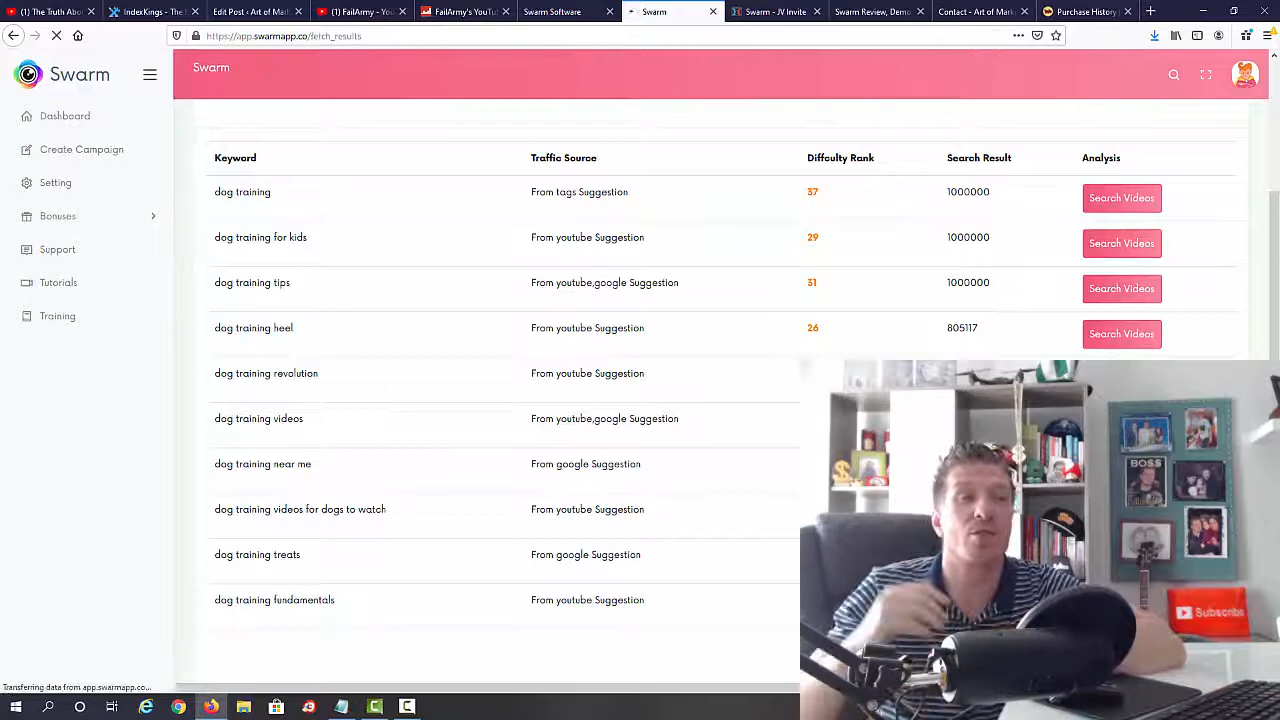 (1) The Truth Abo
IndexKings - The S
Edit Post ‹ Art of Mark
(1) FailArmy - You
FailArmy's YouTu
Swarm Software
Swarm
Swarm - JV Invite
Swarm Review, Demo
Contact - Art of Market
Purchase History
https://app.swarmapp.co/fetch_results
Swarm
Swarm
Dashboard
Create Campaign
Setting
Bonuses
Support
Tutorials
Training
Keyword Traffic Source Diffculty Rank Search Result Analysis
dog training From tags Suggestion 37 1000000 Search Videos
dog training for kids From youtube Suggestion 29 1000000 Search Videos
dog training tips From youtube,google Suggestion 31 1000000 Search Videos
dog training heel From youtube Suggestion 26 805117 Search Videos
dog training revolution From youtube Suggestion
dog training videos From youtube,google Suggestion
dog training near me From google Suggestion
dog training videos for dogs to watch From youtube Suggestion
dog training treats From google Suggestion
dog training fundamentals From youtube Suggestion
BOSS
Subscribe
Transferring data from app.swarmapp.co...